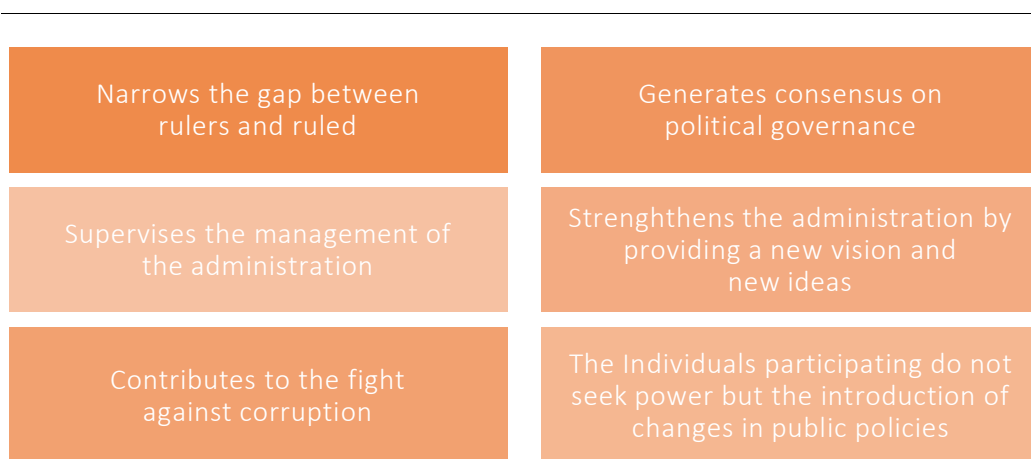 Narrows the gap between
rulers and ruled
Generates consensus on
political governance
Supervises the management of
the administration
Strenghthens the administration by
providing a new vision and
new ideas
Contributes to the fight
against corruption
The Individuals participating do not
seek power but the introduction of
changes in public policies